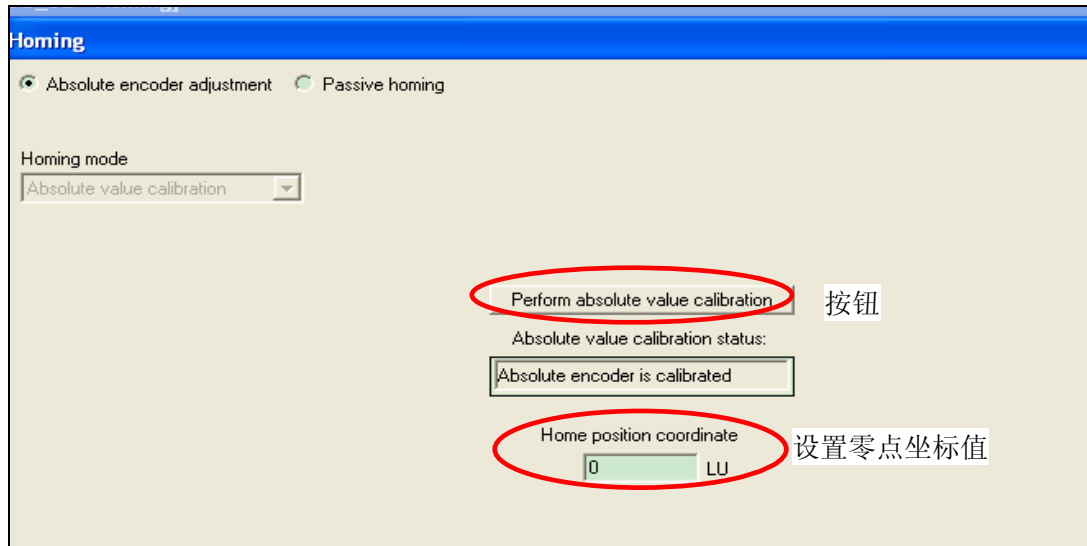 Homing
Absolute encoder adjustment Passive homing
Homing mode
Absolute value calibration
Perform absolute value calibration 按钮
Absolute value calibration status:
Absolute encoder is calibrated
Home position coordinate
设置零点坐标值
0 LU